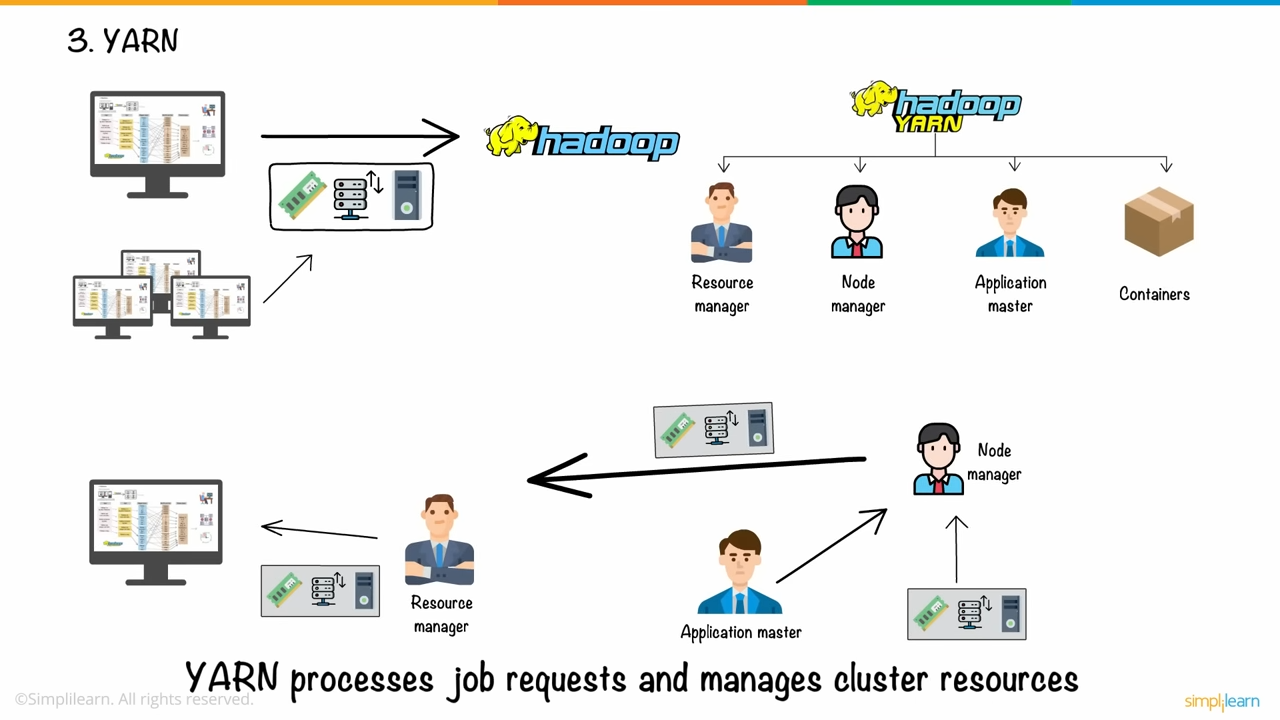 3. YARN
hadoop
hadoop
YARN
Resource
manager
Node
manager
Application
master
Containers
Node
manager
Resource
manager
Application master
YARN processes job requests and manages cluster resources
©Simplilearn. All rights reserved.
simplilearn